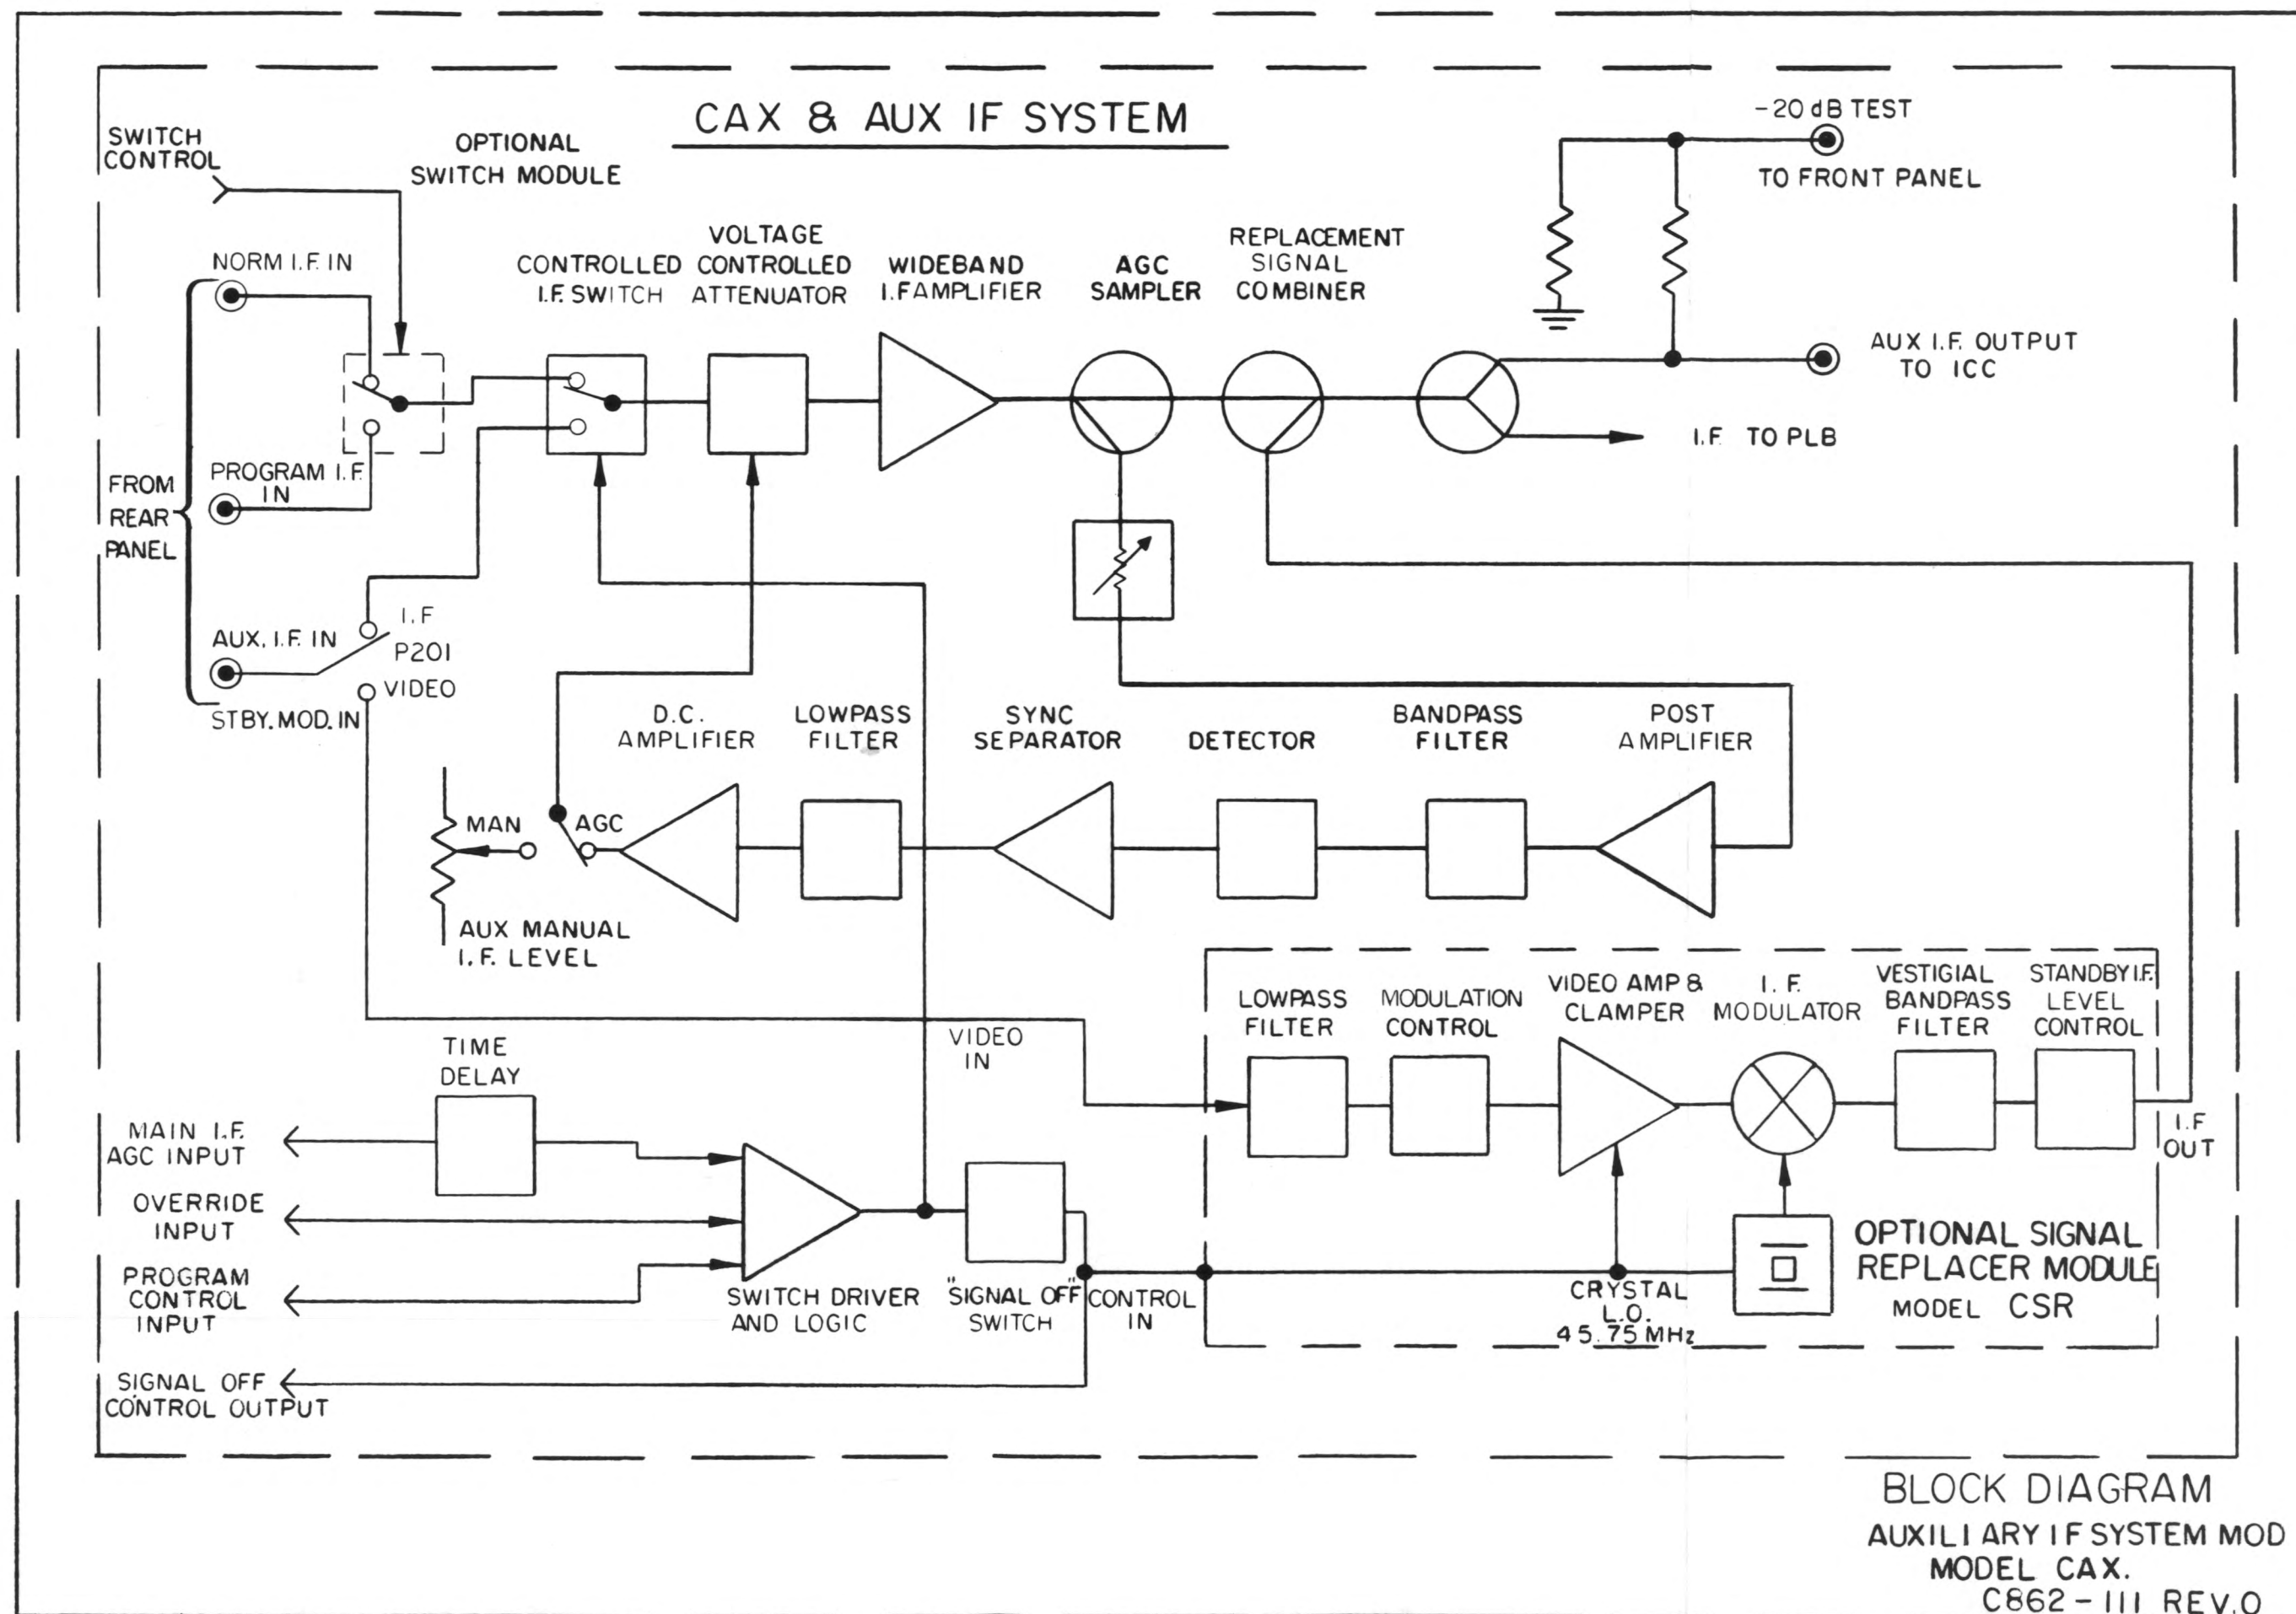 CAX & AUX IF SYSTEM
SWITCH
CONTROL
OPTIONAL
SWITCH MODULE
-20 dB TEST
TO FRONT PANEL
NORM I.F. IN
CONTROLLED
I.F. SWITCH
VOLTAGE
CONTROLLED
ATTENUATOR
WIDEBAND
I.F AMPLIFIER
AGC
SAMPLER
REPLACEMENT
SIGNAL
COMBINER
AUX I.F. OUTPUT
TO ICC
I.F. TO PLB
PROGRAM I.F.
IN
FROM
REAR
PANEL
AUX. I.F. IN
I.F
P201
VIDEO
STBY. MOD. IN
D.C.
AMPLIFIER
LOWPASS
FILTER
SYNC
SEPARATOR
DETECTOR
BANDPASS
FILTER
POST
AMPLIFIER
MAN
AGC
AUX MANUAL
I.F. LEVEL
LOWPASS
FILTER
MODULATION
CONTROL
VIDEO AMP &
CLAMPER
I. F.
MODULATOR
VESTIGIAL
BANDPASS
FILTER
STANDBY I.F.
LEVEL
CONTROL
VIDEO
IN
TIME
DELAY
MAIN I.F.
AGC INPUT
OVERRIDE
INPUT
PROGRAM
CONTROL
INPUT
SWITCH DRIVER
AND LOGIC
"SIGNAL OFF"
SWITCH
CONTROL
IN
CRYSTAL
L.O.
45.75 MHz
I.F
OUT
OPTIONAL SIGNAL
REPLACER MODULE
MODEL CSR
SIGNAL OFF
CONTROL OUTPUT
BLOCK DIAGRAM
AUXILIARY IF SYSTEM MOD
MODEL CAX.
C862-111 REV.0